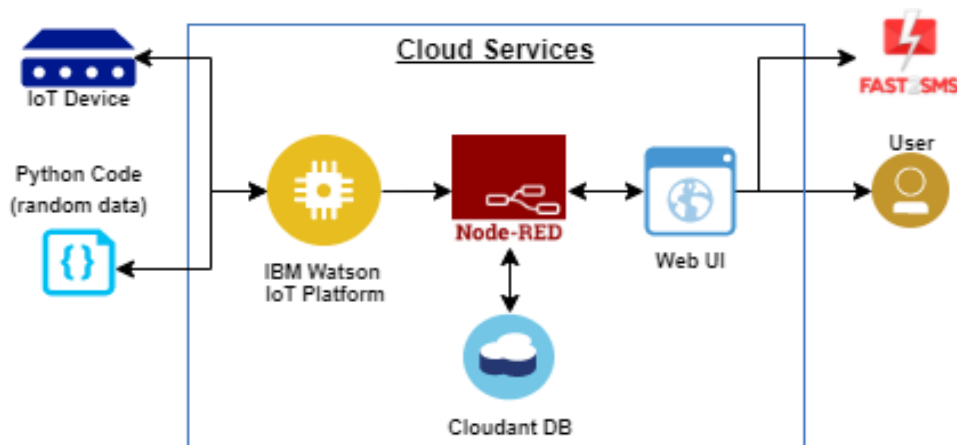 Cloud Services
IoT Device
FAST2SMS
User
Python Code
(random data)
{}
Node-RED
IBM Watson
IoT Platform
Web UI
Cloudant DB